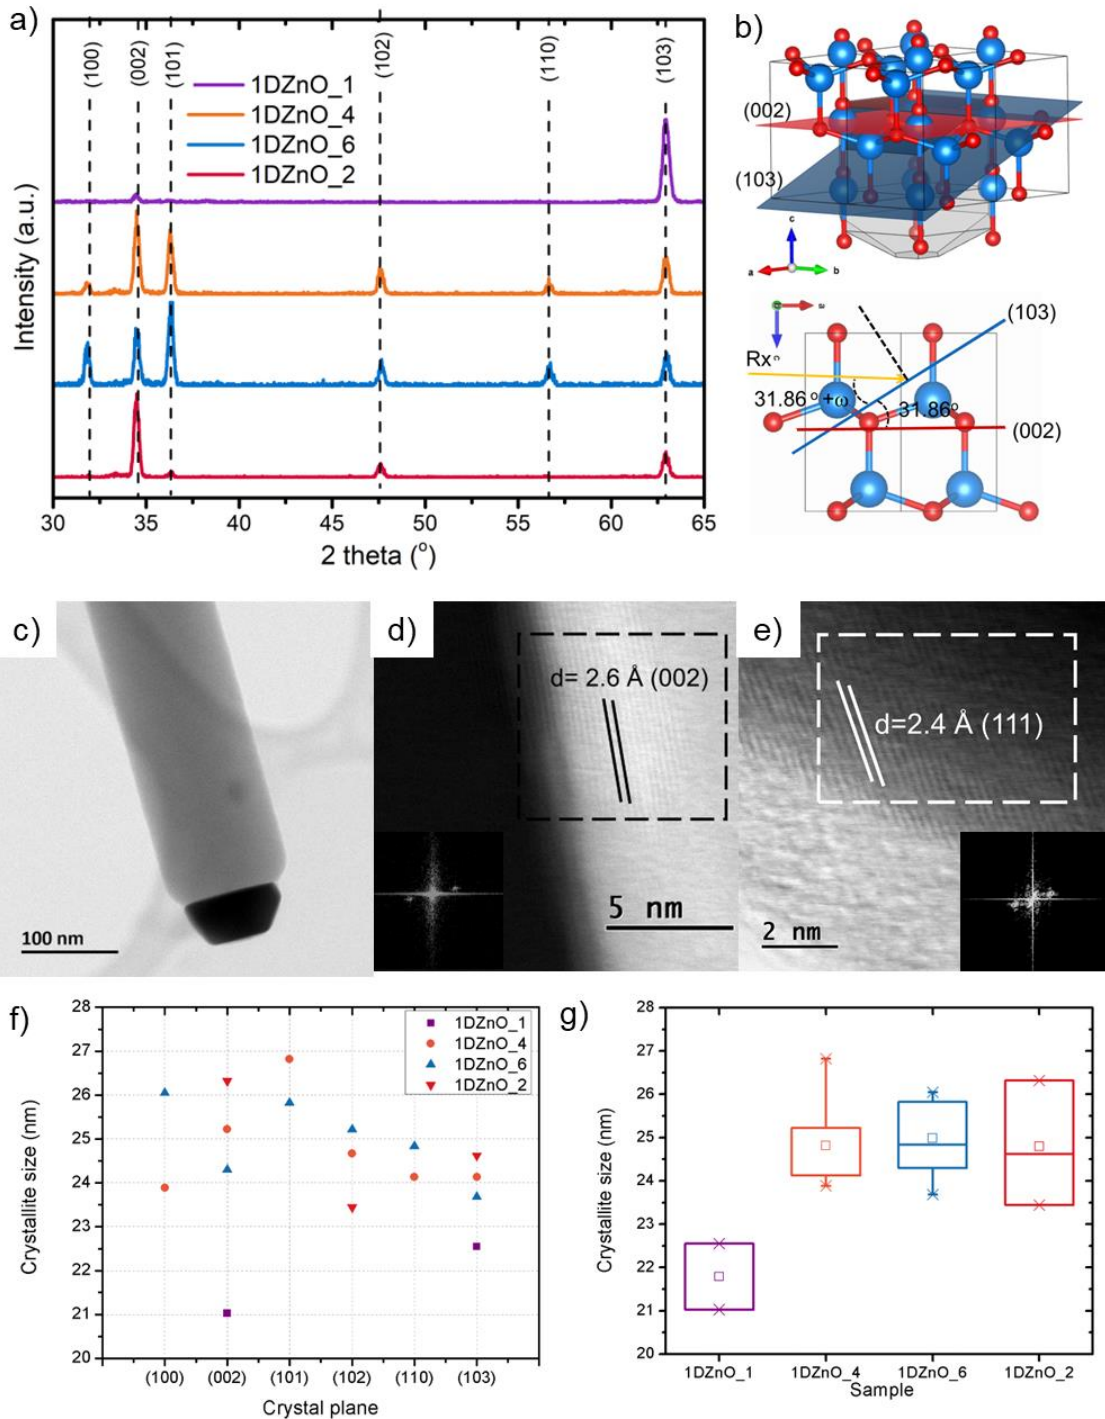 a)
(100)
(002)
(101)
(102)
(110)
(103)
1DZnO_1
1DZnO_4
1DZnO_6
1DZnO_2
Intensity (a.u.)
30 35 40 45 50 55 60 65
2 theta (°)
b)
(002)
(103)
c
a
b
(103)
Rx
31.86 º +ω
31.86º
(002)
c)
100 nm
d)
d= 2.6 Å (002)
5 nm
e)
d=2.4 Å (111)
2 nm
f)
28
27
26
25
24
23
22
21
20
Crystallite size (nm)
1DZnO_1
1DZnO_4
1DZnO_6
1DZnO_2
(100) (002) (101) (102) (110) (103)
Crystal plane
g)
28
27
26
25
24
23
22
21
20
Crystallite size (nm)
1DZnO_1 1DZnO_4 1DZnO_6 1DZnO_2
Sample